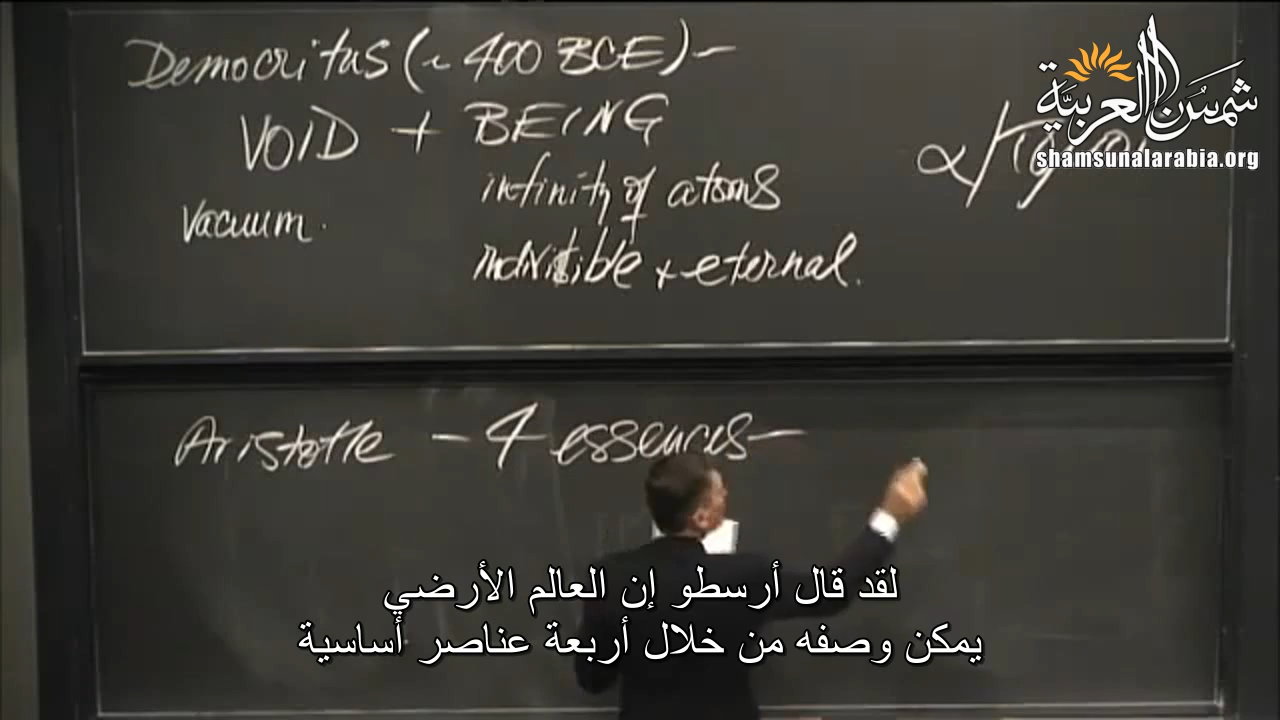 Democritus (~ 400 BCE) –
VOID + BEING
infinity of atoms
vacuum.
indivisible + eternal.
شمس العربية
shamsunalarabia.org
Aristotle – 4 essences –
لقد قال أرسطو إن العالم الأرضي
يمكن وصفه من خلال أربعة عناصر أساسية